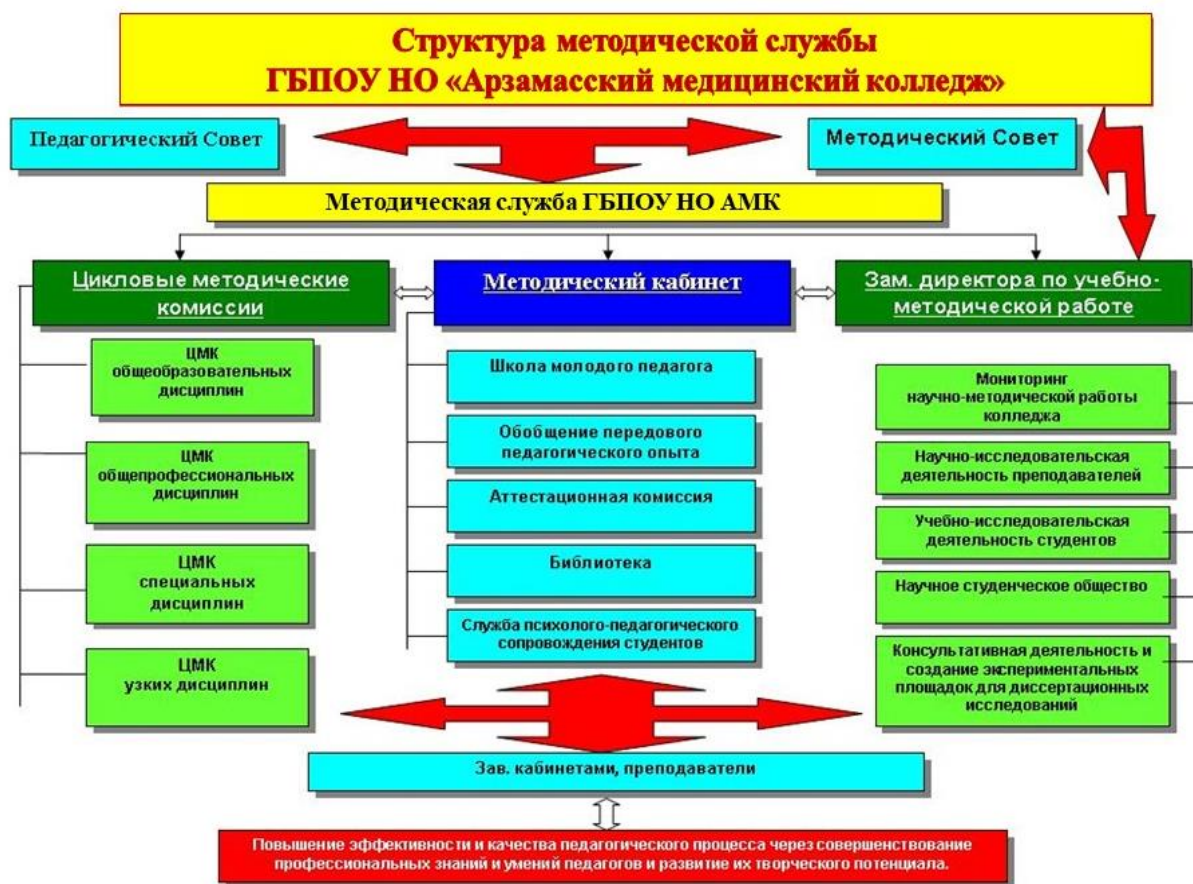 Структура методической службы
ГБПОУ НО «Арзамасский медицинский колледж»
Педагогический Совет
Методический Совет
Методическая служба ГБПОУ НО АМК
Цикловые методические
комиссии
Методический кабинет
Зам. директора по учебно-
методической работе
ЦМК
общеобразовательных
дисциплин
ЦМК
общепрофессиональных
дисциплин
ЦМК
специальных
дисциплин
ЦМК
узких дисциплин
Школа молодого педагога
Обобщение передового
педагогического опыта
Аттестационная комиссия
Библиотека
Служба психолого-педагогического
сопровождения студентов
Мониторинг
научно-методической работы
колледжа
Научно-исследовательская
деятельность преподавателей
Учебно-исследовательская
деятельность студентов
Научное студенческое общество
Консультативная деятельность и
создание экспериментальных
площадок для диссертационных
исследований
Зав. кабинетами, преподаватели
Повышение эффективности и качества педагогического процесса через совершенствование
профессиональных знаний и умений педагогов и развитие их творческого потенциала.